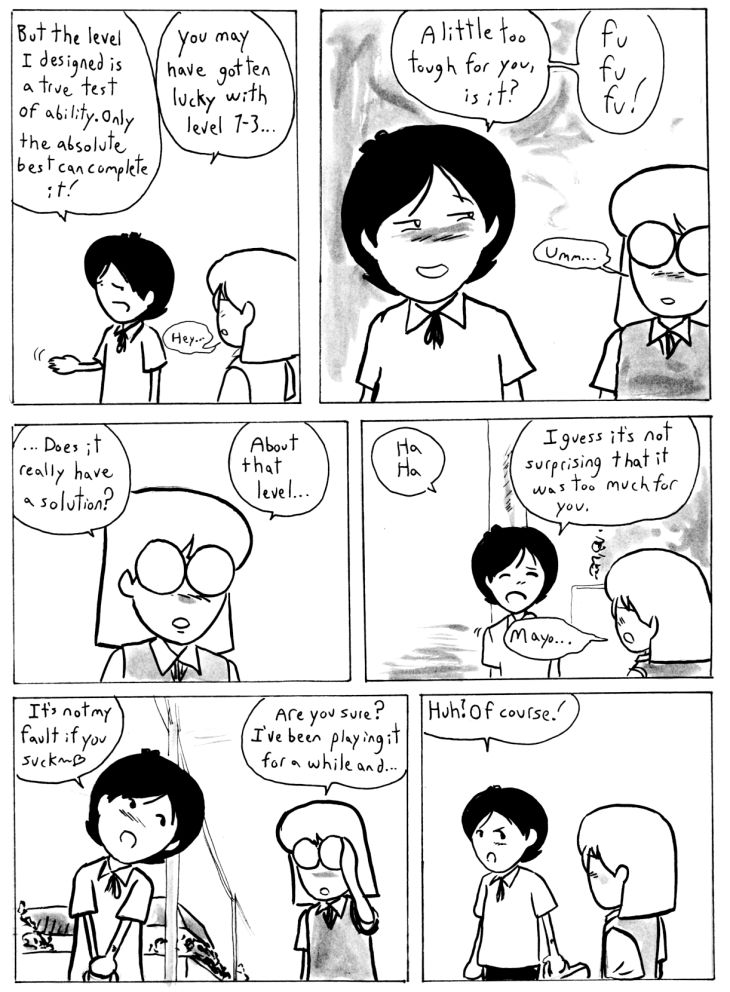 fu
fu
fu!
A little too
tough for you,
is it?
Umm...
You may
have gotten
lucky with
level 7-3...
But the level
I designed is
a true test
of ability. Only
the absolute
best can complete
it!
Hey...
I guess it's not
surprising that it
was too much for
you.
Ha
Ha
Mayo...
About
that
level...
...Does it
really have
a solution?
Huh? Of course!
Are you sure?
I've been playing it
for a while and...
It's not my
fault if you
suck~♡